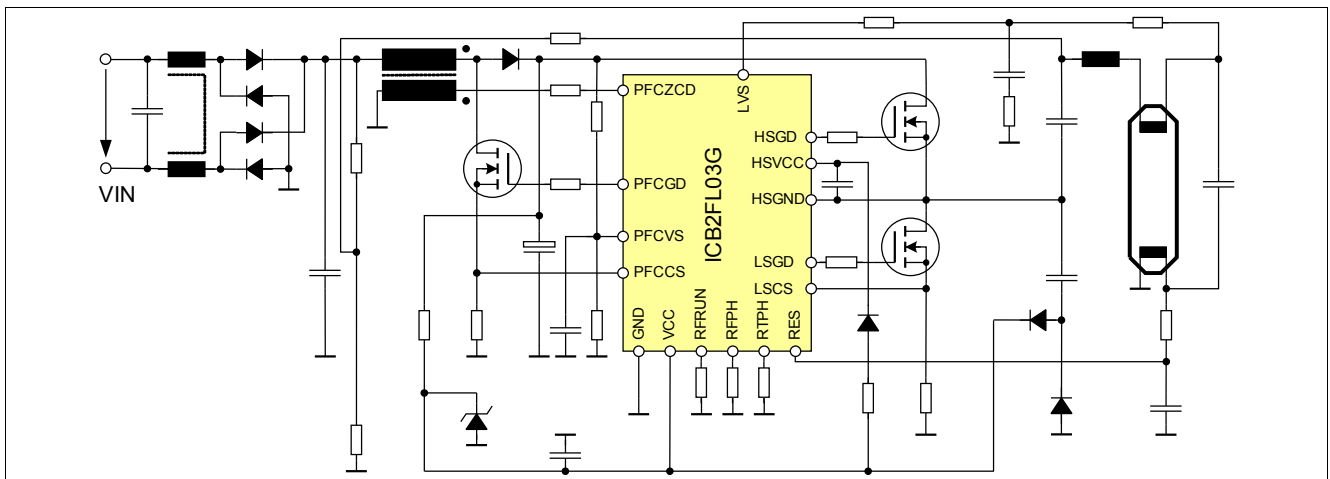 VIN
PFCZCD
PFCGD
PFCVS
PFCCS
ICB2FL03G
LVS
HSGD
HSVCC
HSGND
LSGD
LSCS
GND
VCC
RFRUN
RFPH
RTPH
RES